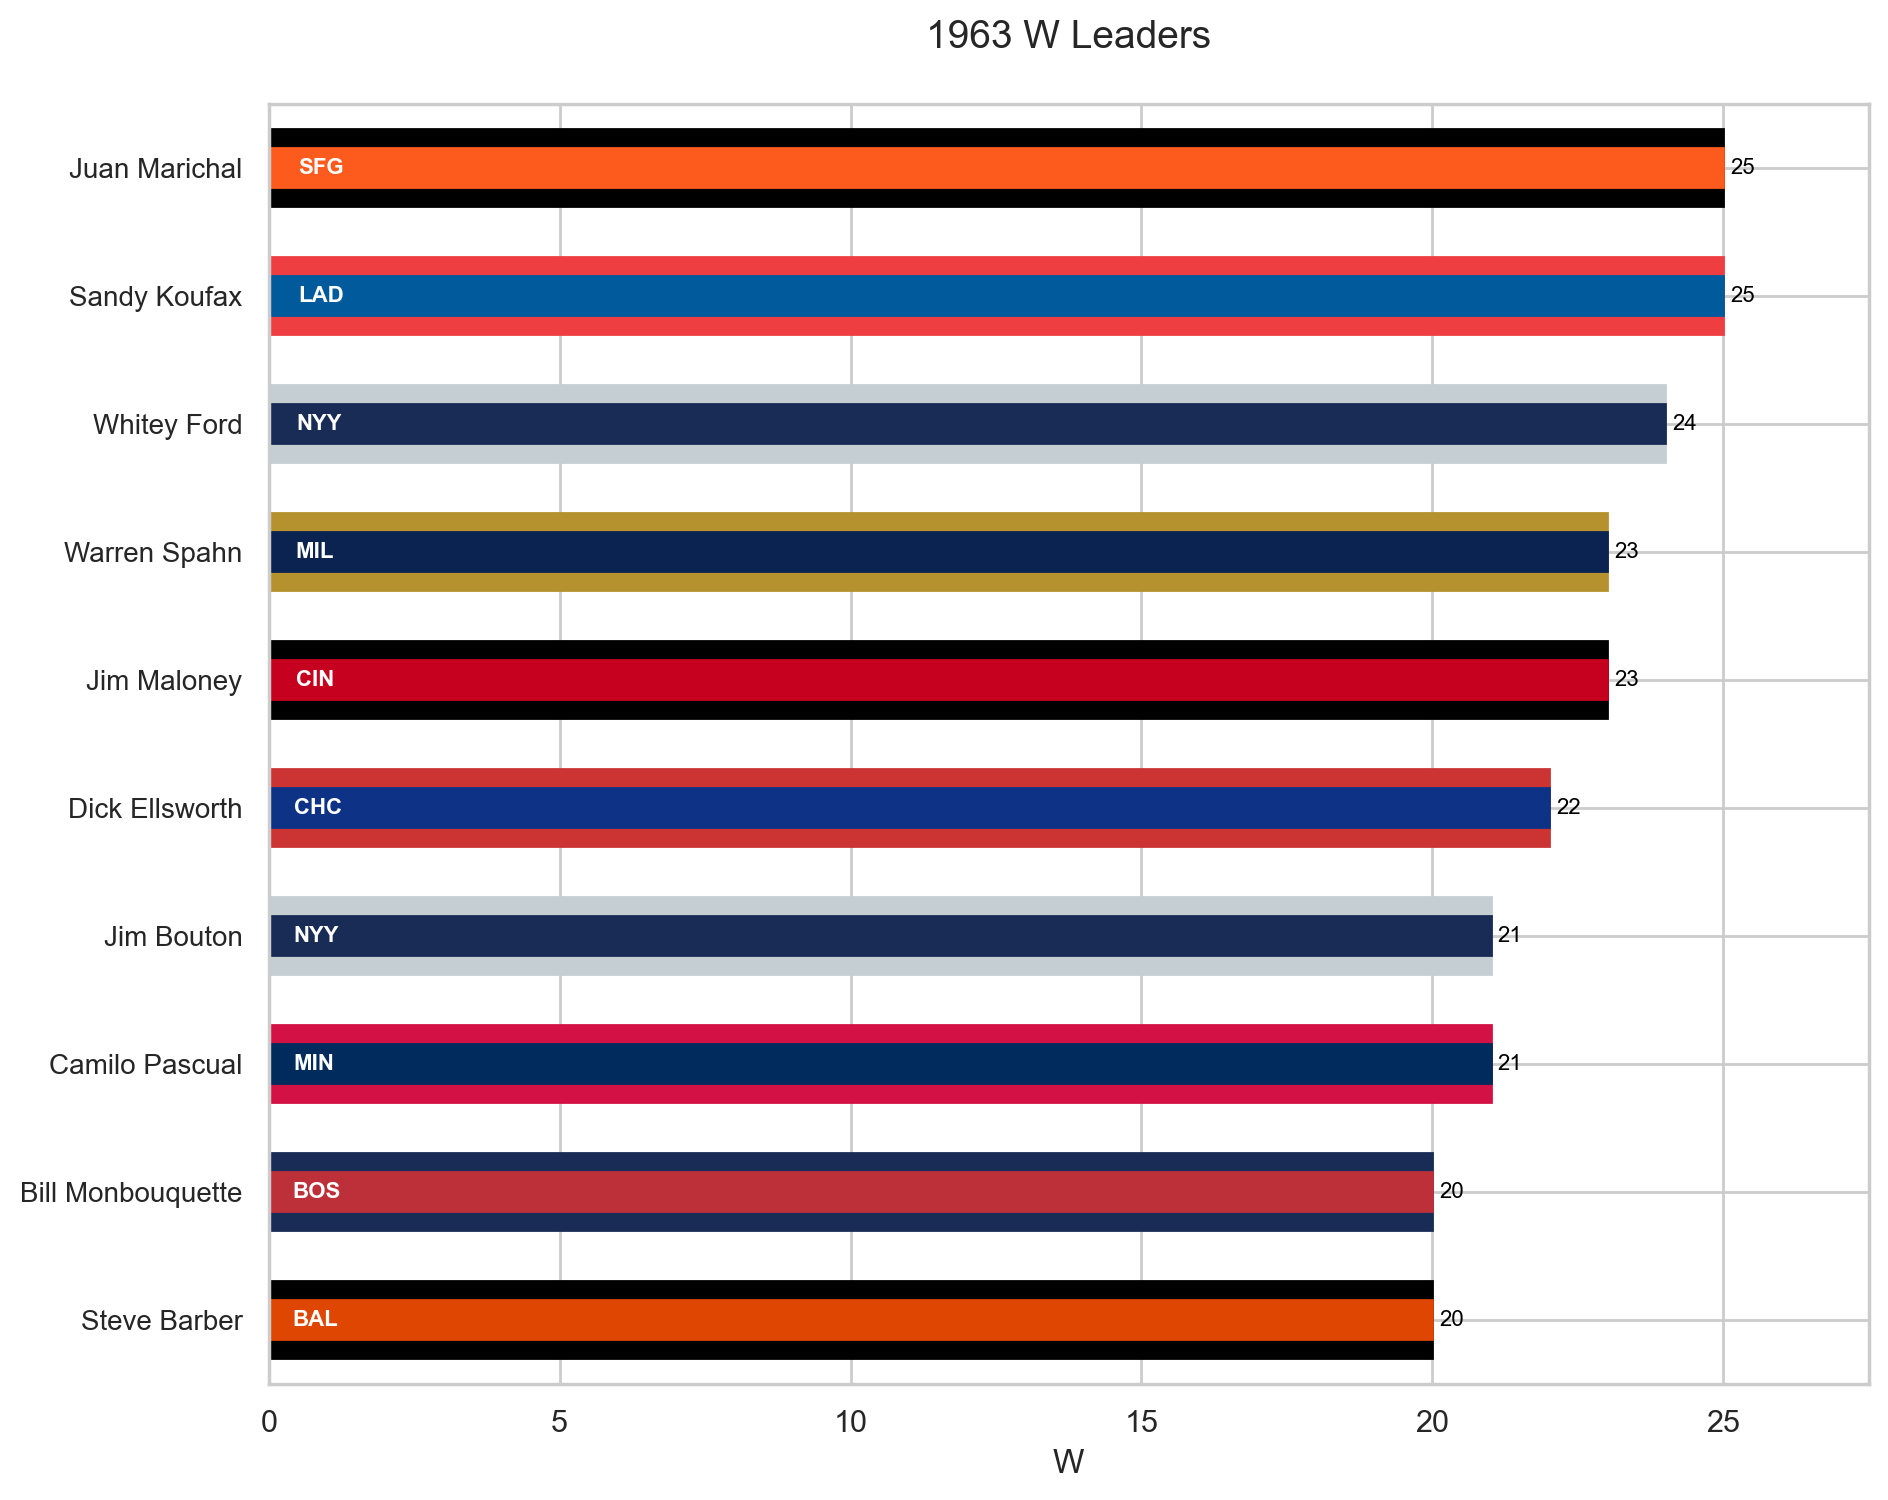 1963 W Leaders
Juan Marichal SFG 25
Sandy Koufax LAD 25
Whitey Ford NYY 24
Warren Spahn MIL 23
Jim Maloney CIN 23
Dick Ellsworth CHC 22
Jim Bouton NYY 21
Camilo Pascual MIN 21
Bill Monbouquette BOS 20
Steve Barber BAL 20
0 5 10 15 20 25
W